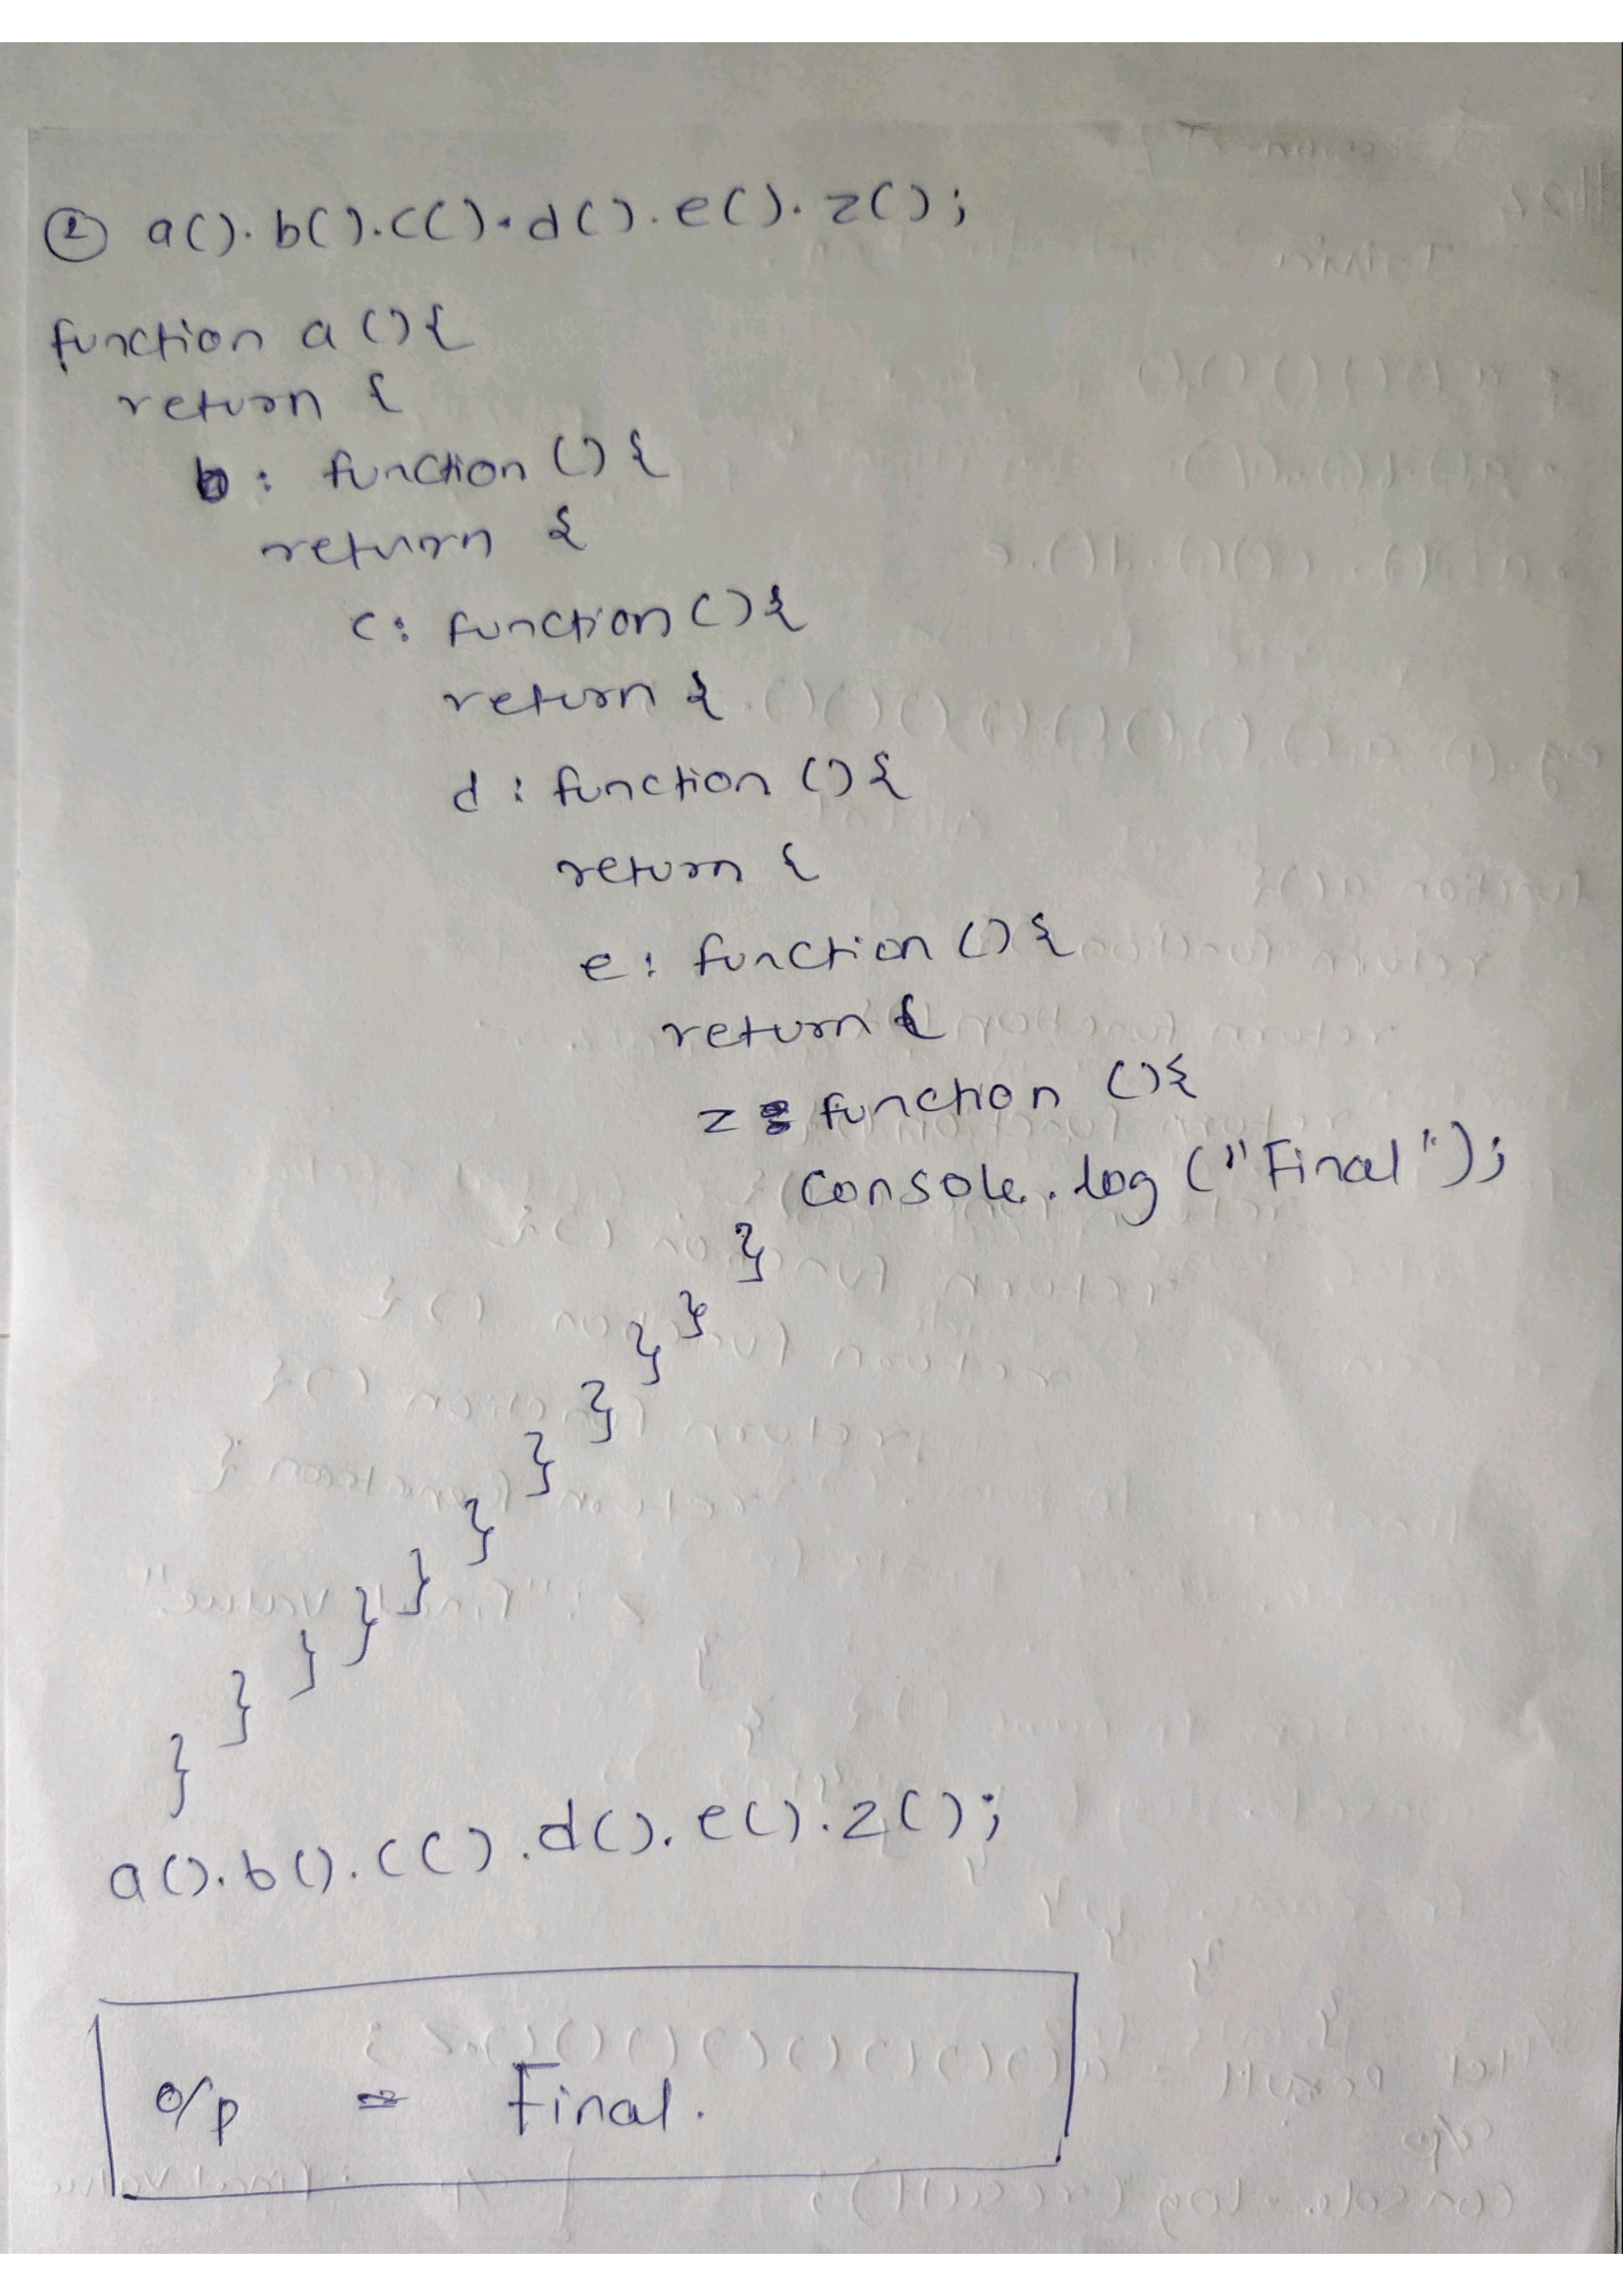 ② a().b().c().d().e().z();
function a(){
return {
b: function (){
return {
c: function(){
return {
d: function (){
return {
e: function (){
return {
z: function (){
console.log ("Final");
}
}
}
}
}
}
}
}
}
}
}
a().b().c().d().e().z();
o/p = Final.